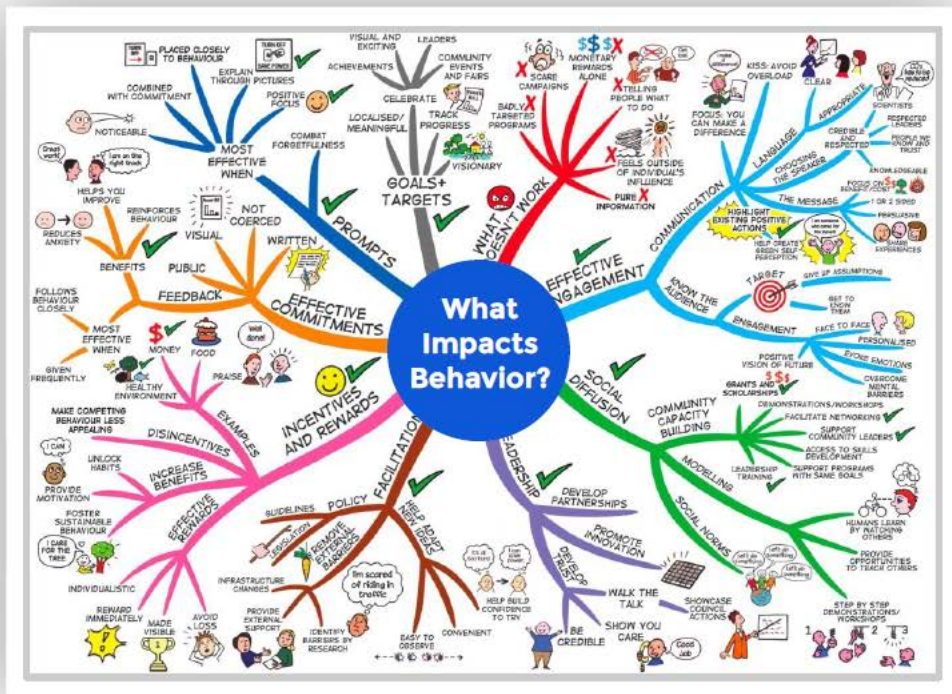 What
Impacts
Behavior?
PROMPTS
MOST
EFFECTIVE
WHEN
NOTICEABLE
COMBINED
WITH COMMITMENT
PLACED CLOSELY
TO BEHAVIOUR
EXPLAIN
THROUGH PICTURES
POSITIVE
FOCUS
COMBAT
FORGETFULNESS
TURN OFF
GOALS+
TARGETS
LOCALISED/
MEANINGFUL
CELEBRATE
ACHIEVEMENTS
VISUAL AND
EXCITING
LEADERS
COMMUNITY
EVENTS
AND FAIRS
TRACK
PROGRESS
VISIONARY
WHAT
DOESN'T WORK
BADLY
TARGETED
PROGRAMS
SCARE
CAMPAIGNS
$$$
MONETARY
REWARDS
ALONE
TELLING
PEOPLE WHAT
TO DO
FEELS OUTSIDE
OF INDIVIDUAL'S
INFLUENCE
PURE
INFORMATION
EFFECTIVE
ENGAGEMENT
COMMUNICATION
FOCUS: YOU
CAN MAKE A
DIFFERENCE
KISS: AVOID
OVERLOAD
LANGUAGE
CLEAR
APPROPRIATE
SCIENTISTS
CHOOSING
THE SPEAKER
CREDIBLE
AND
RESPECTED
RESPECTED
LEADERS
PEOPLE WE
KNOW AND
TRUST
KNOWLEDGEABLE
THE MESSAGE
FOCUS ON
BENEFIT/COST
1 OR 2 SIDED
PERSUASIVE
SHARE
EXPERIENCES
HIGHLIGHT
EXISTING POSITIVE
ACTIONS
HELP CREATE
GREEN SELF
PERCEPTION
KNOW THE
AUDIENCE
TARGET
GIVE UP ASSUMPTIONS
GET TO
KNOW
THEM
ENGAGEMENT
FACE TO FACE
PERSONALISED
EVOKE EMOTIONS
OVERCOME
MENTAL
BARRIERS
POSITIVE
VISION OF FUTURE
SOCIAL
DIFFUSION
COMMUNITY
CAPACITY
BUILDING
$$$
GRANTS AND
SCHOLARSHIPS
DEMONSTRATIONS/WORKSHOPS
FACILITATE NETWORKING
SUPPORT
COMMUNITY LEADERS
ACCESS TO SKILLS
DEVELOPMENT
SUPPORT PROGRAMS
WITH SAME GOALS
LEADERSHIP
TRAINING
MODELLING
HUMANS LEARN
BY WATCHING
OTHERS
PROVIDE
OPPORTUNITIES
TO TEACH OTHERS
STEP BY STEP
DEMONSTRATIONS/
WORKSHOPS
1
2
3
SOCIAL
NORMS
Let's do
something
LEADERSHIP
DEVELOP
PARTNERSHIPS
PROMOTE
INNOVATION
DEVELOP
TRUST
WALK THE
TALK
SHOWCASE
COUNCIL
ACTIONS
SHOW YOU
CARE
Good
Job
BE
CREDIBLE
FACILITATION
POLICY
GUIDELINES
LEGISLATION
REMOVE
EXTERNAL
BARRIERS
INFRASTRUCTURE
CHANGES
PROVIDE
EXTERNAL
SUPPORT
IDENTIFY
BARRIERS BY
RESEARCH
I'm scared
of riding in
traffic
HELP ADAPT
NEW IDEAS
EASY TO
OBSERVE
CONVENIENT
HELP BUILD
CONFIDENCE
TO TRY
INCENTIVES
AND REWARDS
EXAMPLES
$
MONEY
FOOD
PRAISE
Well
done!
HEALTHY
ENVIRONMENT
DISINCENTIVES
MAKE COMPETING
BEHAVIOUR LESS
APPEALING
INCREASE
BENEFITS
UNLOCK
HABITS
I CAN
PROVIDE
MOTIVATION
FOSTER
SUSTAINABLE
BEHAVIOUR
I CARE
FOR THE
TREE
EFFECTIVE
REWARDS
INDIVIDUALISTIC
REWARD
IMMEDIATELY
MADE
VISIBLE
1
AVOID
LOSS
EFFECTIVE
COMMITMENTS
PUBLIC
VISUAL
NOT
COERCED
WRITTEN
FEEDBACK
BENEFITS
REDUCES
ANXIETY
HELPS YOU
IMPROVE
Great
work!
I am on the
right track
REINFORCES
BEHAVIOUR
MOST
EFFECTIVE
WHEN
FOLLOWS
BEHAVIOUR
CLOSELY
GIVEN
FREQUENTLY